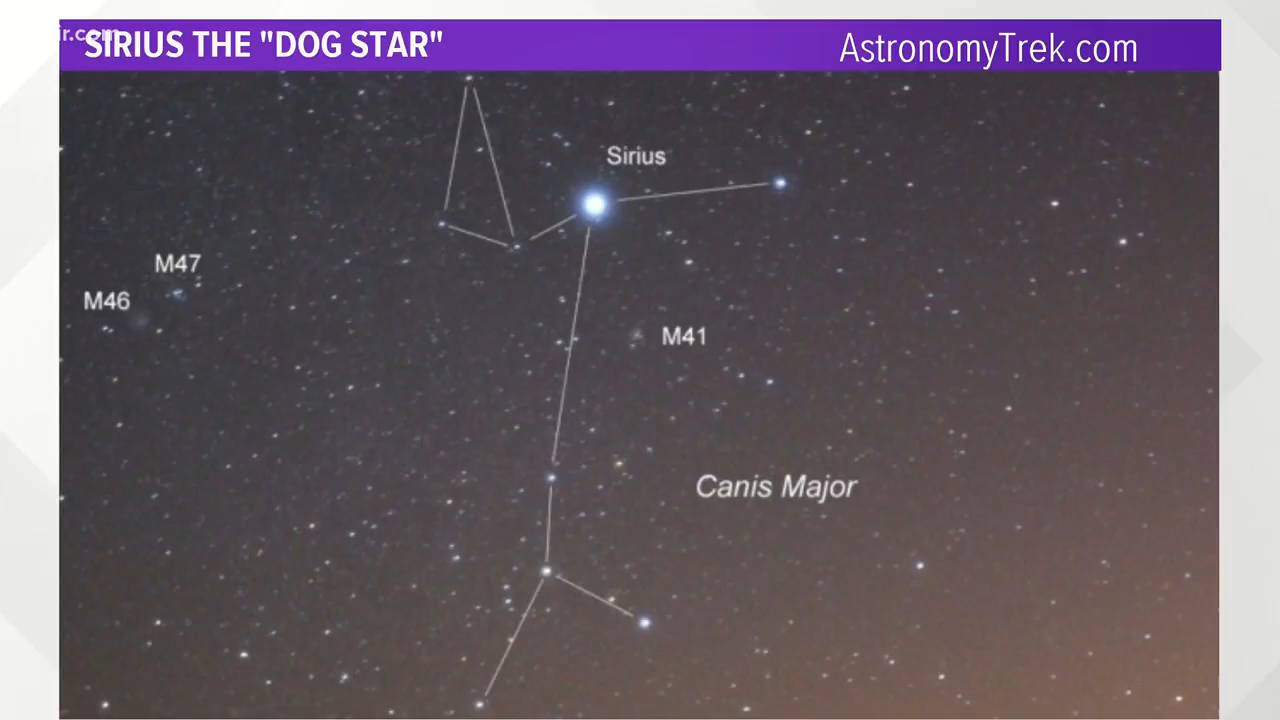 SIRIUS THE "DOG STAR"
AstronomyTrek.com
Sirius
M47
M46
M41
Canis Major